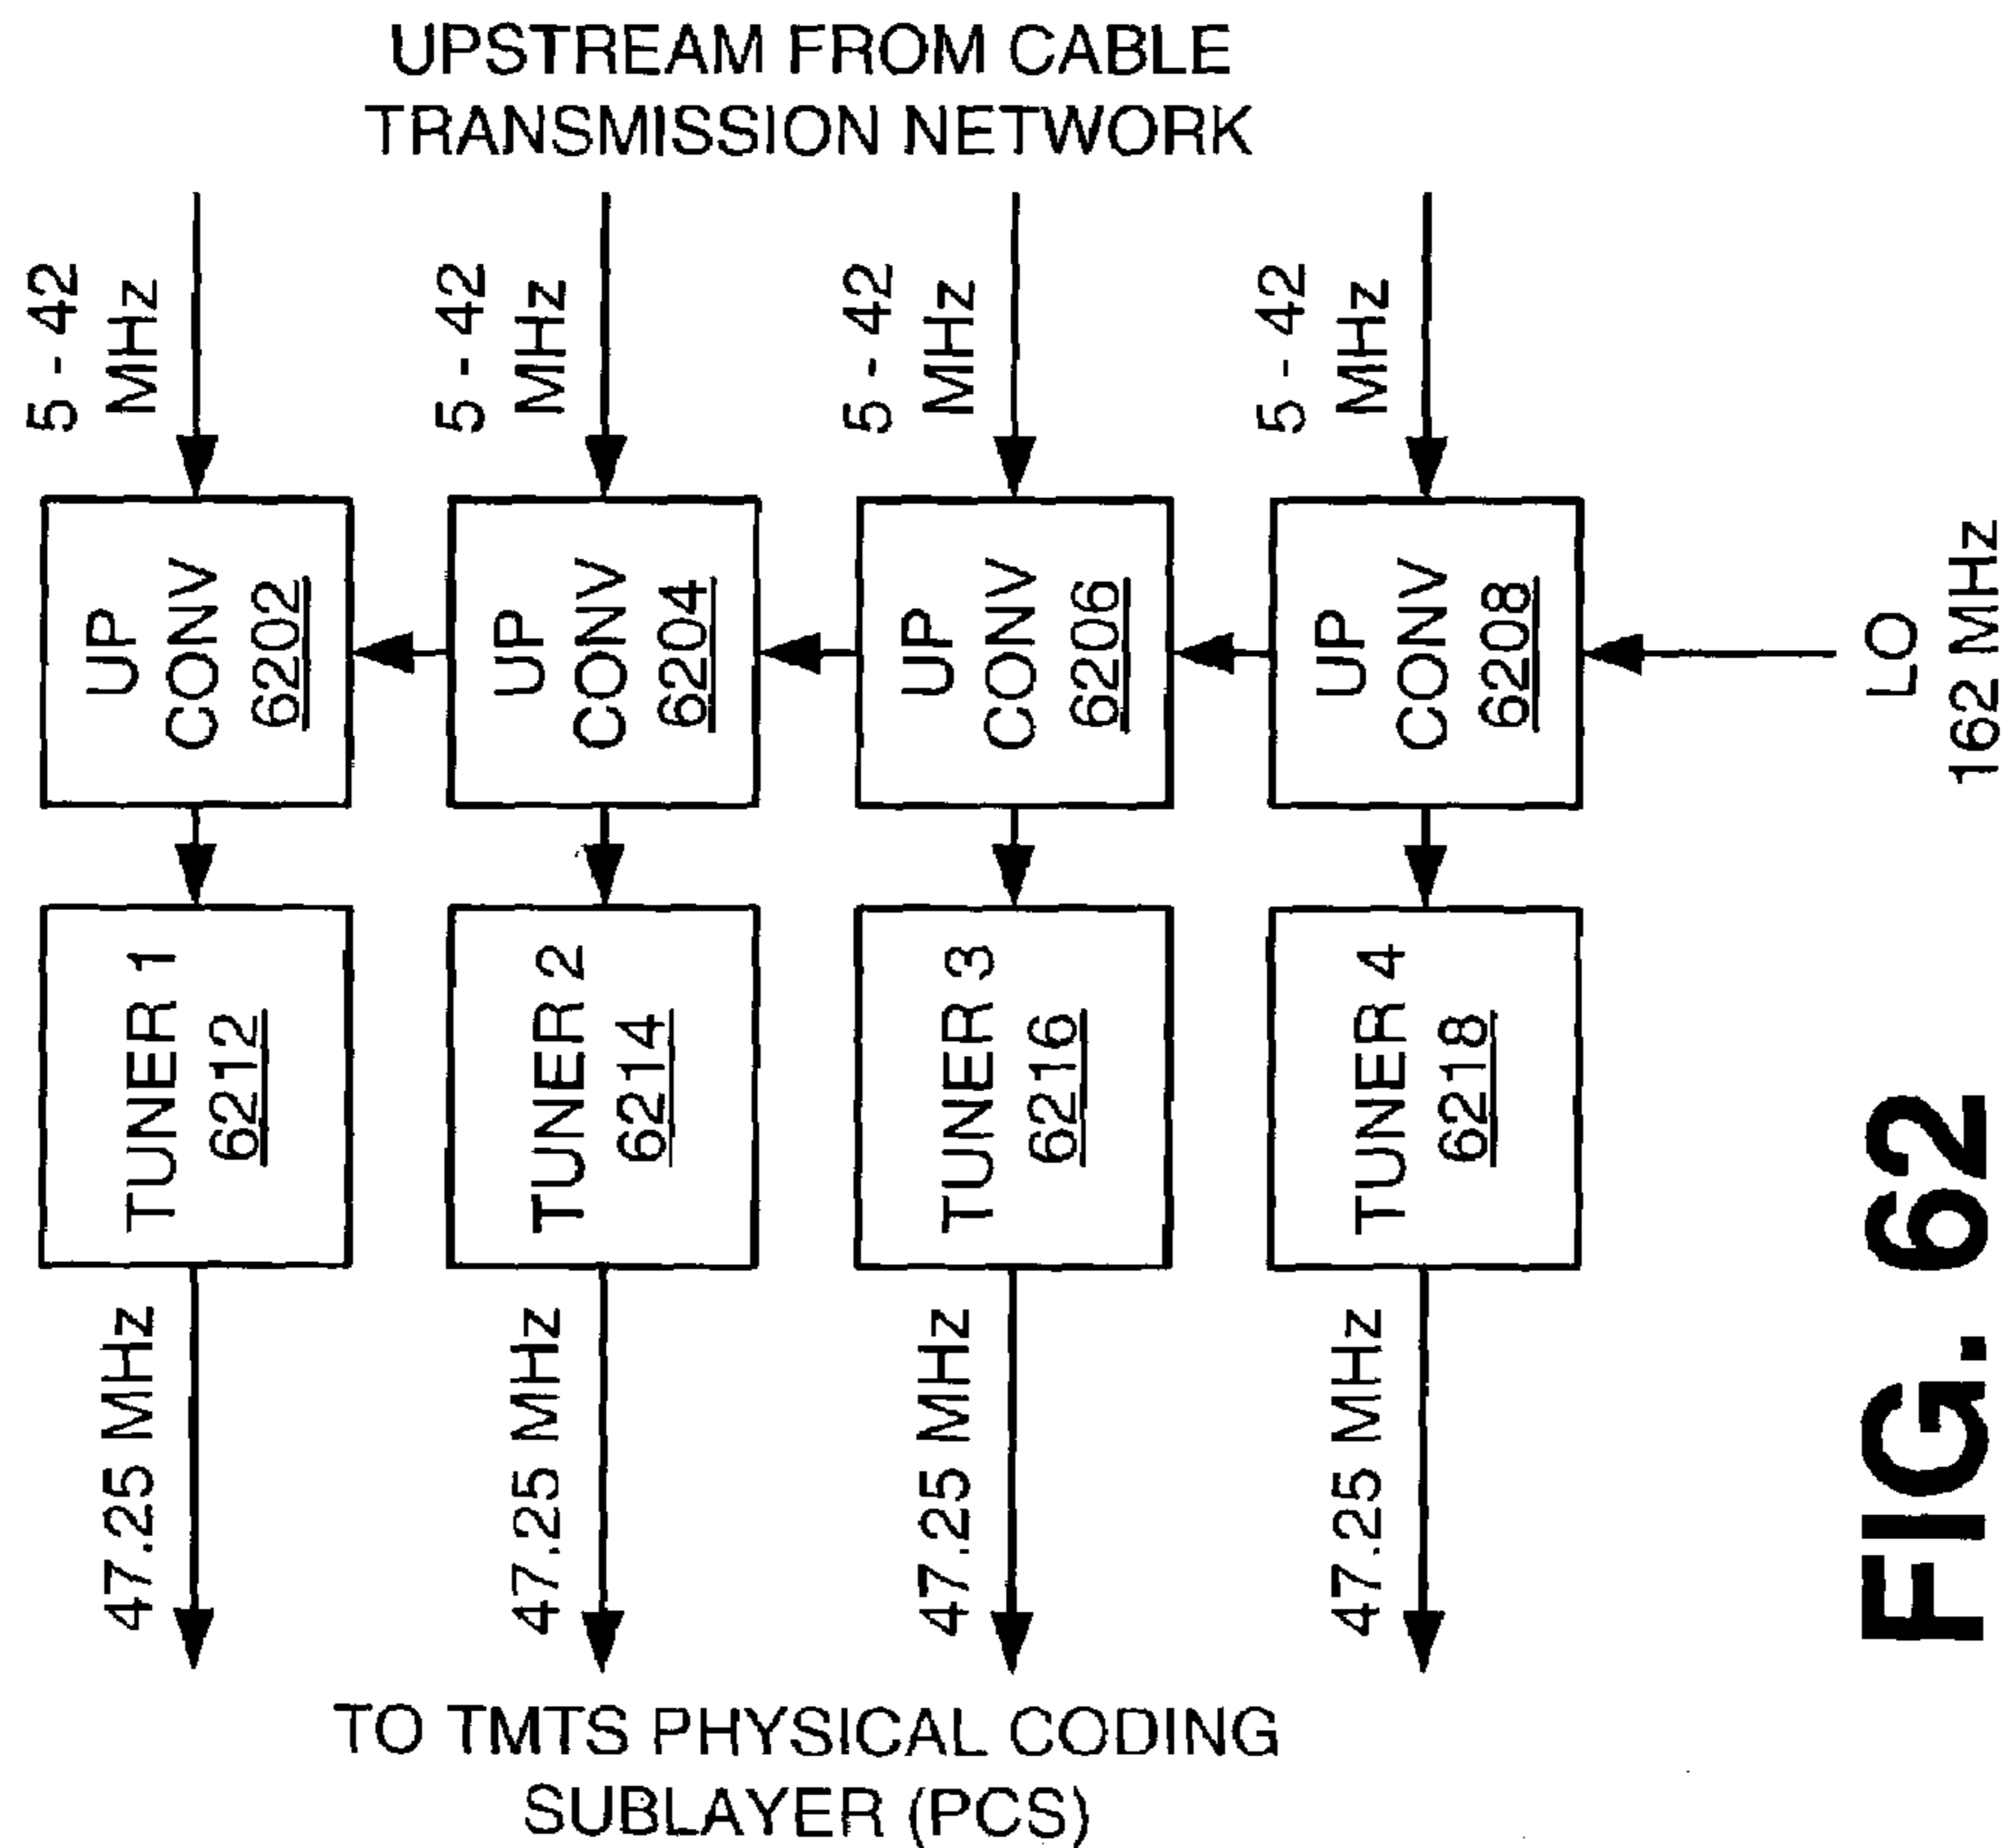 UPSTREAM FROM CABLE
TRANSMISSION NETWORK
5 - 42
MHz
5 - 42
MHz
5 - 42
MHz
5 - 42
MHz
UP
CONV
6202
UP
CONV
6204
UP
CONV
6206
UP
CONV
6208
LO
162 MHz
TUNER 1
6212
TUNER 2
6214
TUNER 3
6216
TUNER 4
6218
47.25 MHz
47.25 MHz
47.25 MHz
47.25 MHz
TO TMTS PHYSICAL CODING
SUBLAYER (PCS)
FIG. 62